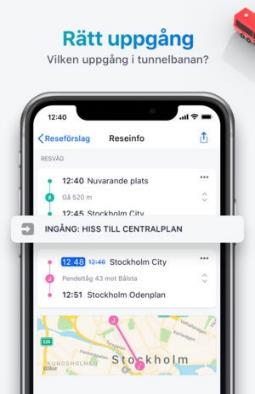 Rätt uppgång
Vilken uppgång i tunnelbanan?
12:40
Reseförslag
Reseinfo
RESVÄG
12:40 Nuvarande plats
Gå 520 m
12:45 Stockholm City
INGÅNG: HISS TILL CENTRALPLAN
12:48 12:46 Stockholm City
J
Pendeltåg 43 mot Bålsta
12:51 Stockholm Odenplan
J
KUNGSHOLMEN
Stockholm
J